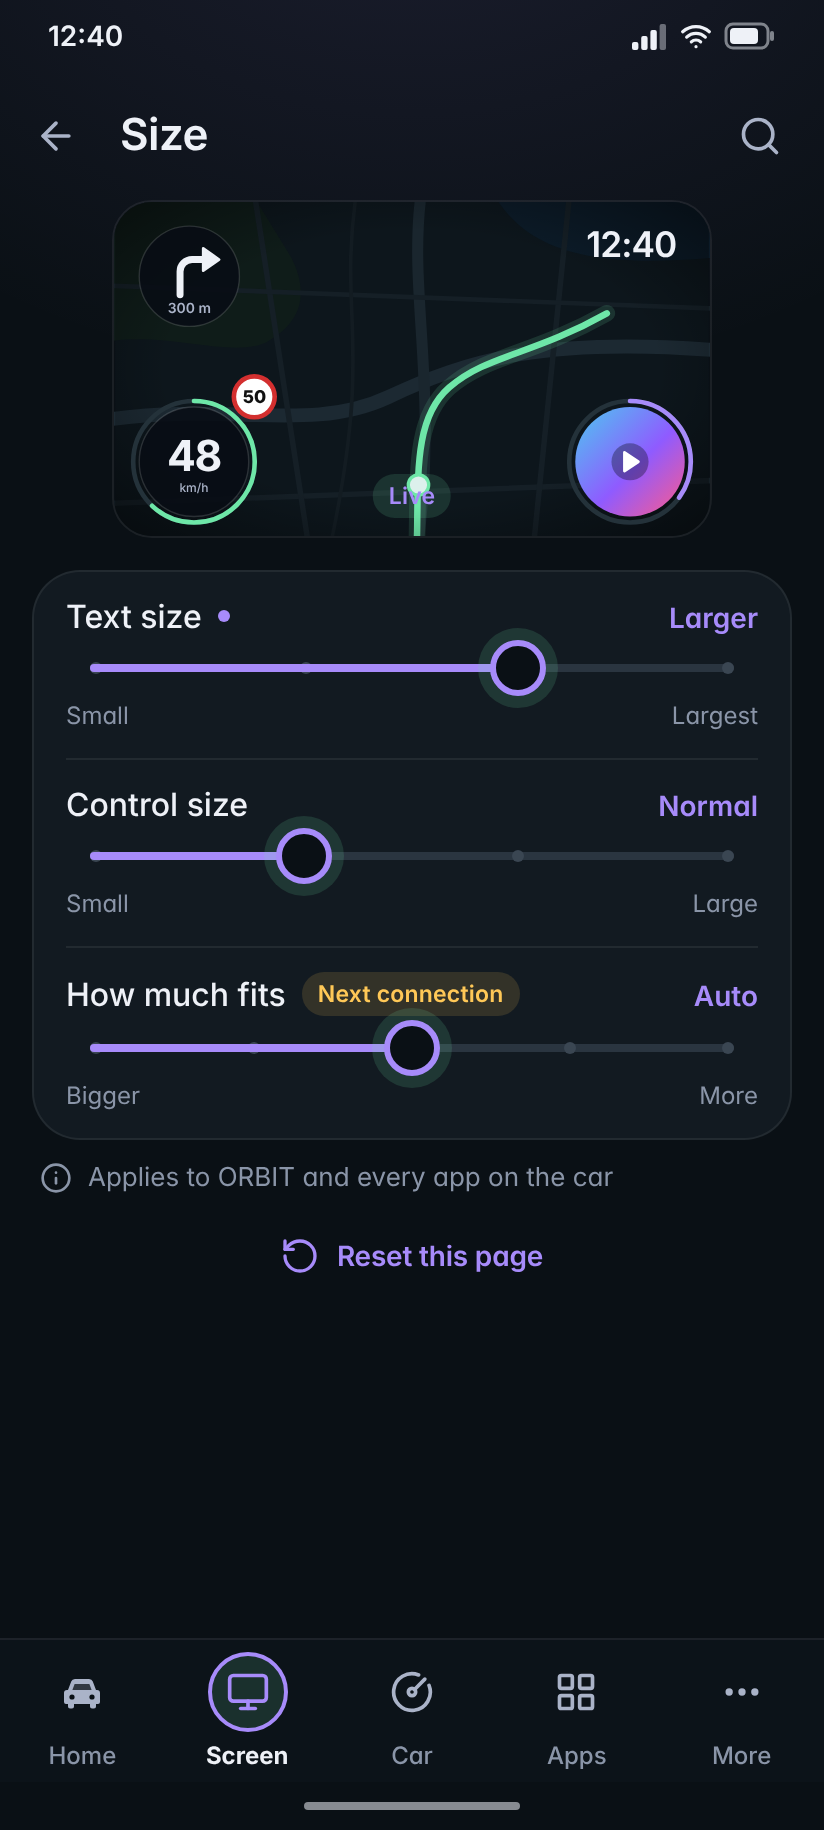 12:40
Size
12:40
300 m
50
48
km/h
Live
Text size
Larger
Small
Largest
Control size
Normal
Small
Large
How much fits
Next connection
Auto
Bigger
More
Applies to ORBIT and every app on the car
Reset this page
Home
Screen
Car
Apps
More